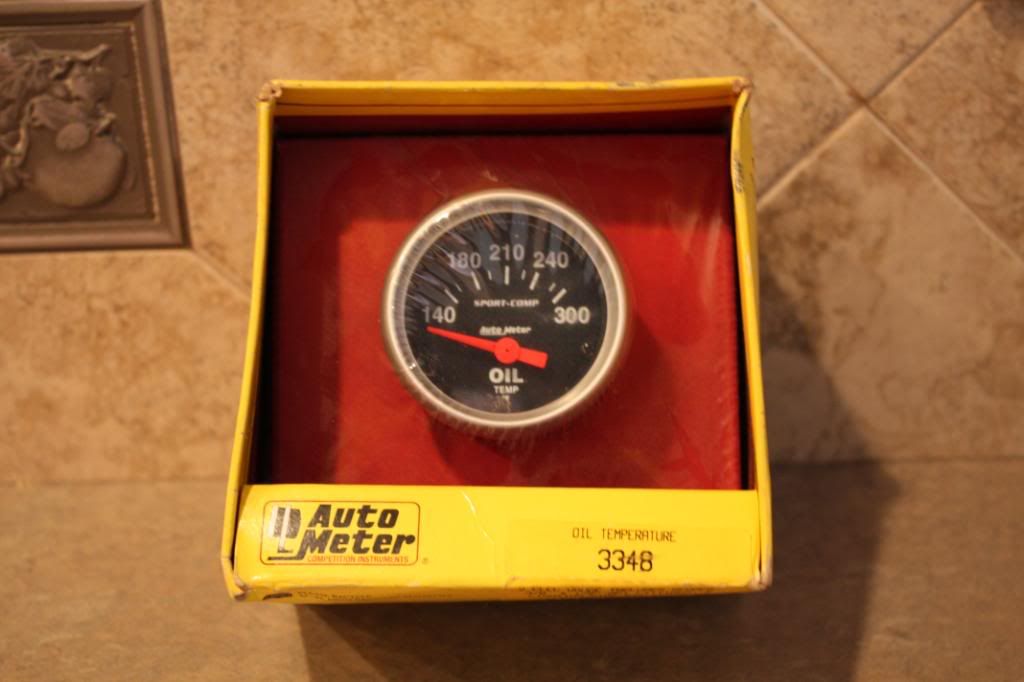 180 210 240
140 300
SPORT-COMP
Auto Meter
OIL
TEMP
Auto
Meter
COMPETITION INSTRUMENTS
®
OIL TEMPERATURE
3348